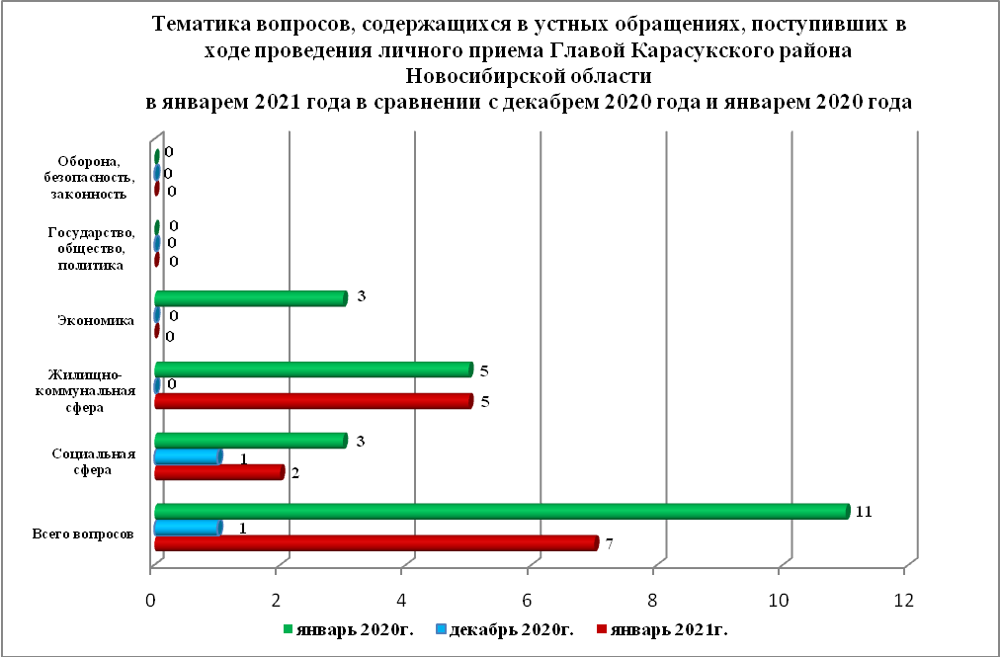 Тематика вопросов, содержащихся в устных обращениях, поступивших в
ходе проведения личного приема Главой Карасукского района
Новосибирской области
в январем 2021 года в сравнении с декабрем 2020 года и январем 2020 года
Оборона,
безопасность,
законность
0
0
0
Государство,
общество,
политика
0
0
0
Экономика
3
0
0
Жилищно-
коммунальная
сфера
5
0
5
Социальная
сфера
3
1
2
Всего вопросов
11
1
7
0 2 4 6 8 10 12
январь 2020г. декабрь 2020г. январь 2021г.